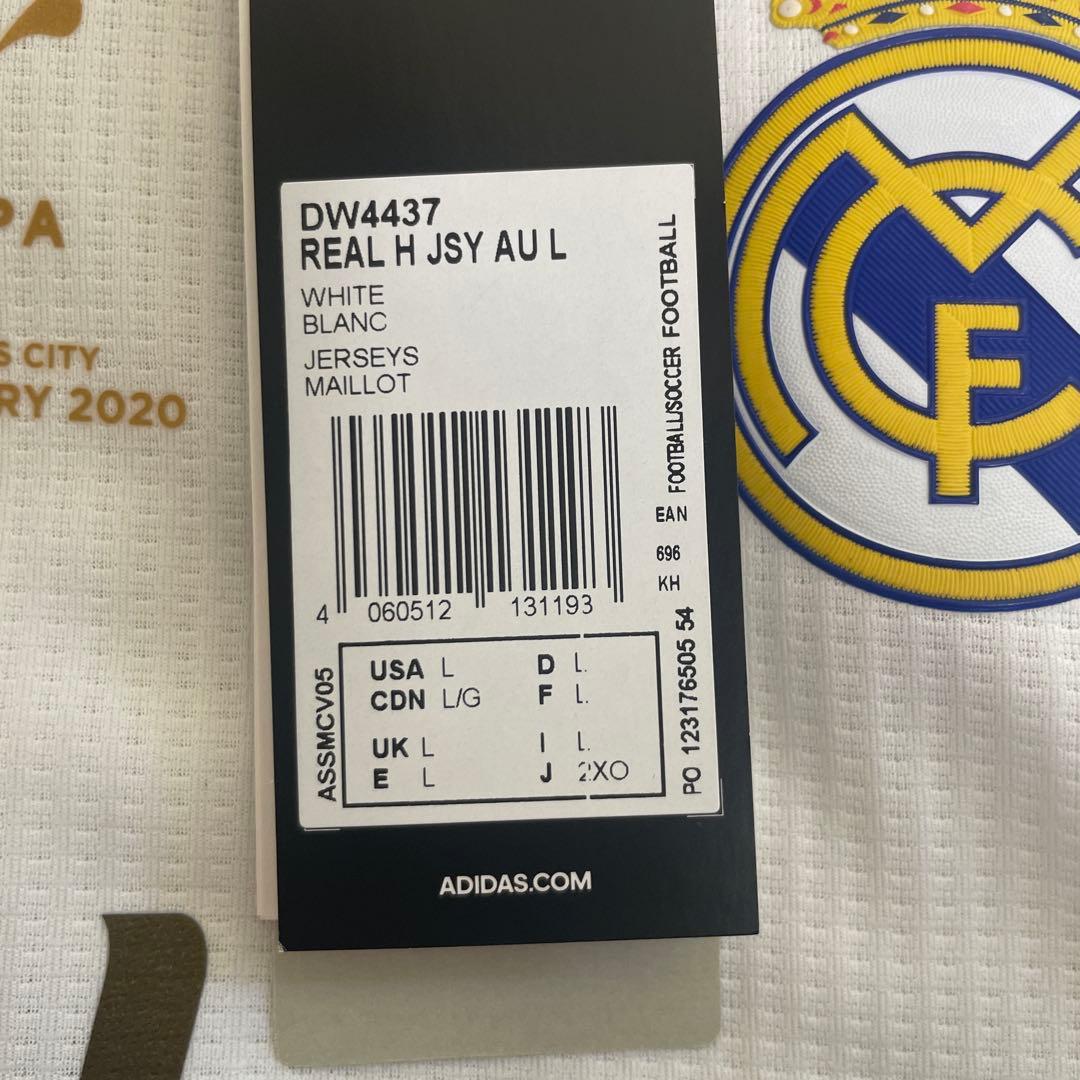 PA
S CITY
RY 2020
DW4437
REAL H JSY AU L
WHITE
BLANC
JERSEYS
MAILLOT
FOOTBALL/SOCCER FOOTBALL
EAN
696
KH
PO 123176505 54
4 060512 131193
ASSMCV05
USA L D L
CDN L/G F L
UK L I L
E L J 2XO
ADIDAS.COM